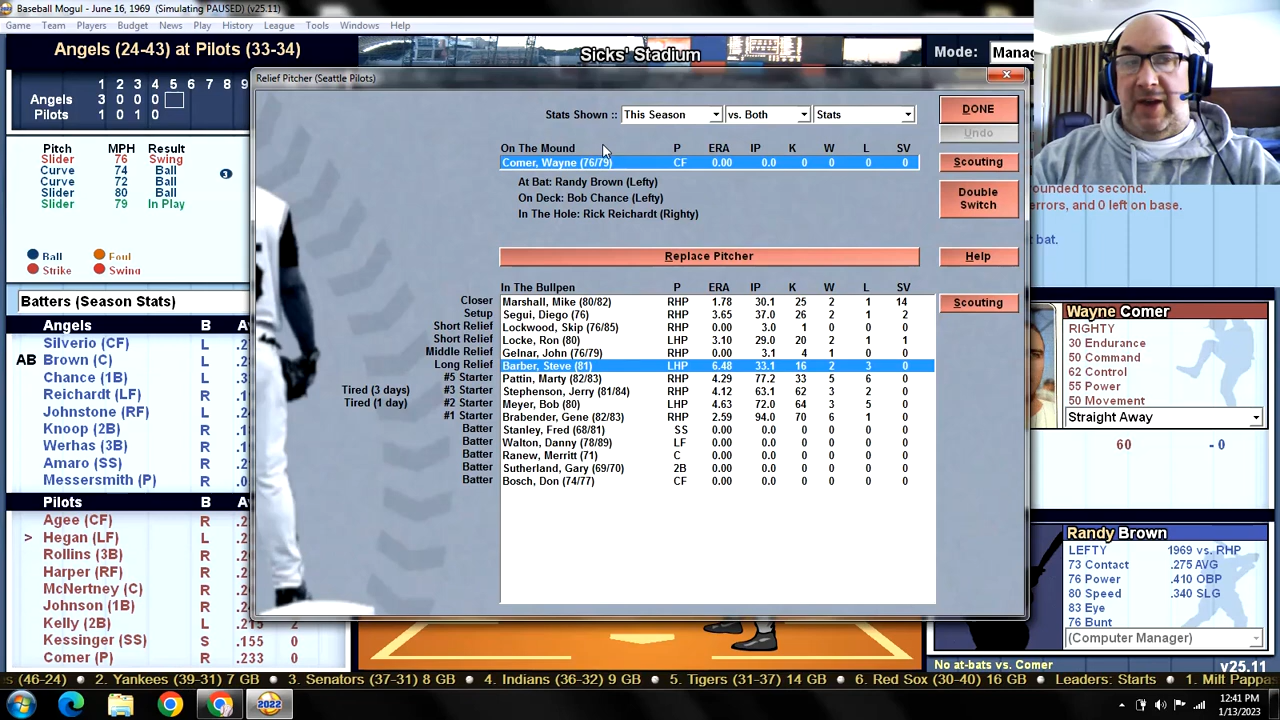 Baseball Mogul - June 16, 1969 (Simulating PAUSED) (v25.11)
Game Team Players Budget News Play History League Tools Windows Help
Angels (24-43) at Pilots (33-34)
Sicks' Stadium
Mode:
1 2 3 4 5 6 7 8 9
Angels 3 0 0 0
Pilots 1 0 1 0
Pitch MPH Result
Slider 76 Swing
Curve 74 Ball
Curve 72 Ball
Slider 80 Ball
Slider 79 In Play
Ball Foul
Strike Swing
Batters (Season Stats)
Angels B
Silverio (CF) L
AB Brown (C) L
Chance (1B) L
Reichardt (LF) R
Johnstone (RF) L
Knoop (2B) R
Werhas (3B) R
Amaro (SS) R
Messersmith (P) R
Pilots B
Agee (CF) R
> Hegan (LF) L
Rollins (3B) R
Harper (RF) R
McNertney (C) R
Johnson (1B) R
Kelly (2B) L .215 2
Kessinger (SS) S .155 0
Comer (P) R .233 0
Relief Pitcher (Seattle Pilots)
Stats Shown :: This Season vs. Both Stats
DONE
Undo
Scouting
Double Switch
Help
Scouting
On The Mound P ERA IP K W L SV
Comer, Wayne (76/79) CF 0.00 0.0 0 0 0 0
At Bat: Randy Brown (Lefty)
On Deck: Bob Chance (Lefty)
In The Hole: Rick Reichardt (Righty)
Replace Pitcher
In The Bullpen P ERA IP K W L SV
Closer Marshall, Mike (80/82) RHP 1.78 30.1 25 2 1 14
Setup Segui, Diego (76) RHP 3.65 37.0 26 2 1 2
Short Relief Lockwood, Skip (76/85) RHP 0.00 3.0 1 0 0 0
Short Relief Locke, Ron (80) LHP 3.10 29.0 20 2 1 1
Middle Relief Gelnar, John (76/79) RHP 0.00 3.1 4 1 0 0
Long Relief Barber, Steve (81) LHP 6.48 33.1 16 2 3 0
#5 Starter Pattin, Marty (82/83) RHP 4.29 77.2 33 5 6 0
Tired (3 days) #3 Starter Stephenson, Jerry (81/84) RHP 4.12 63.1 62 3 2 0
Tired (1 day) #2 Starter Meyer, Bob (80) LHP 4.63 72.0 64 3 5 0
#1 Starter Brabender, Gene (82/83) RHP 2.59 94.0 70 6 1 0
Batter Stanley, Fred (68/81) SS 0.00 0.0 0 0 0 0
Batter Walton, Danny (78/89) LF 0.00 0.0 0 0 0 0
Batter Ranew, Merritt (71) C 0.00 0.0 0 0 0 0
Batter Sutherland, Gary (69/70) 2B 0.00 0.0 0 0 0 0
Batter Bosch, Don (74/77) CF 0.00 0.0 0 0 0 0
ounded to second.
errors, and 0 left on base.
bat.
Wayne Comer
RIGHTY
30 Endurance
50 Command
62 Control
66 Power
50 Movement
Straight Away
60 - 0
Randy Brown
LEFTY 1969 vs. RHP
73 Contact .275 AVG
76 Power .410 OBP
80 Speed .340 SLG
83 Eye
76 Bunt
(Computer Manager)
No at-bats vs. Comer
v25.11
(46-24) • 2. Yankees (39-31) 7 GB • 3. Senators (37-31) 8 GB • 4. Indians (36-32) 9 GB • 5. Tigers (31-37) 14 GB • 6. Red Sox (30-40) 16 GB • Leaders: Starts • 1. Milt Pappas
2022
12:41 PM
1/13/2023